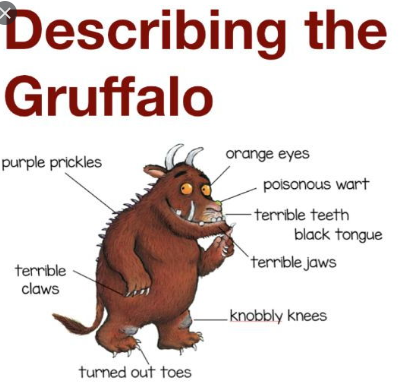 Describing the
Gruffalo
orange eyes
purple prickles
poisonous wart
terrible teeth
black tongue
terrible jaws
terrible
claws
knobbly knees
turned out toes